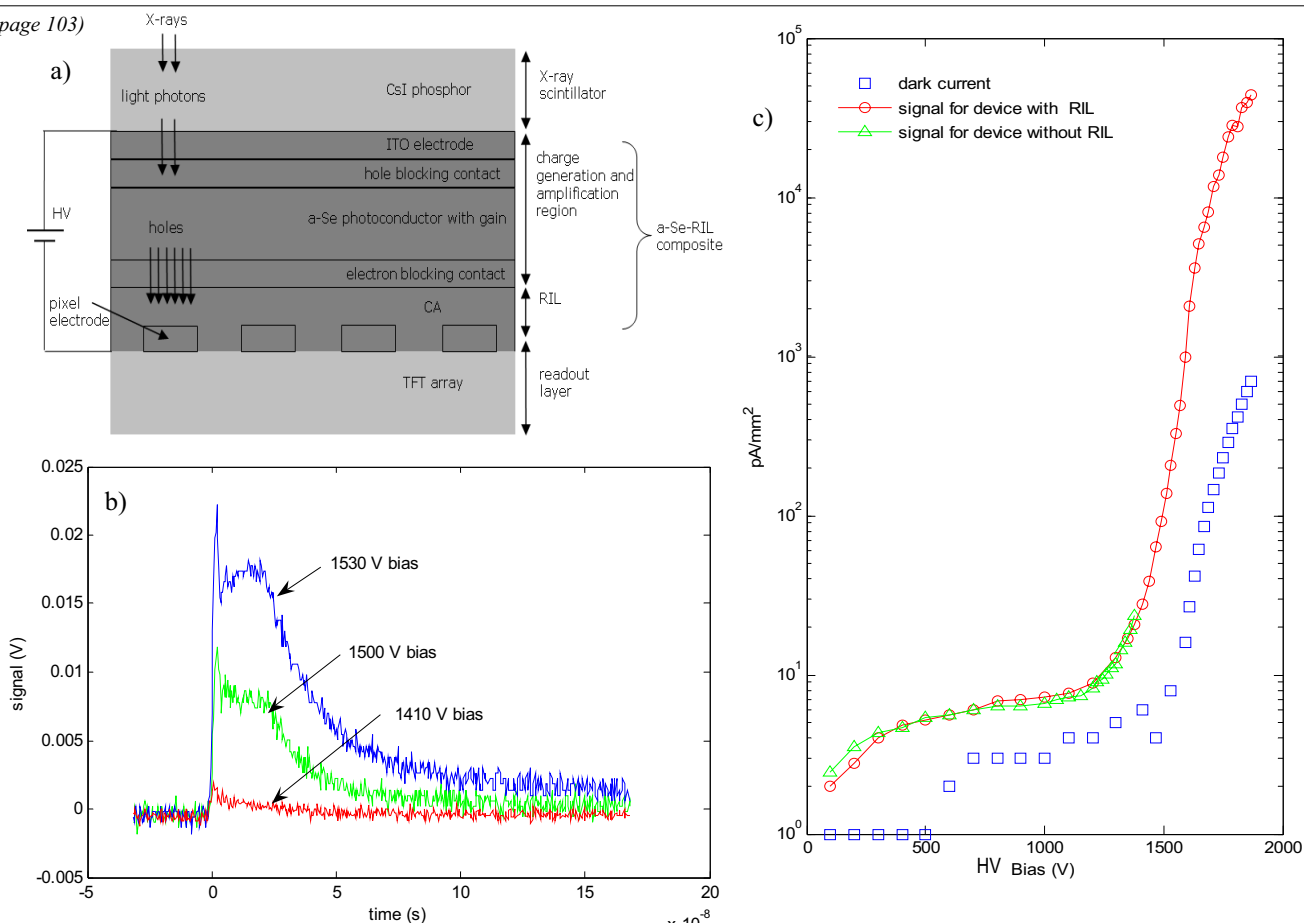 page 103)
a)
X-rays
light photons
CsI phosphor
X-ray
scintillator
ITO electrode
hole blocking contact
charge
generation and
amplification
region
HV
a-Se photoconductor with gain
holes
a-Se-RIL
composite
electron blocking contact
pixel
electrode
CA
RIL
TFT array
readout
layer
b)
0.025
0.02
0.015
0.01
0.005
0
-0.005
signal (V)
1530 V bias
1500 V bias
1410 V bias
-5
0
5
10
15
20
time (s)
x 10-8
c)
dark current
signal for device with RIL
signal for device without RIL
10^5
10^4
10^3
10^2
10^1
10^0
pA/mm²
0
500
1000
1500
2000
HV Bias (V)